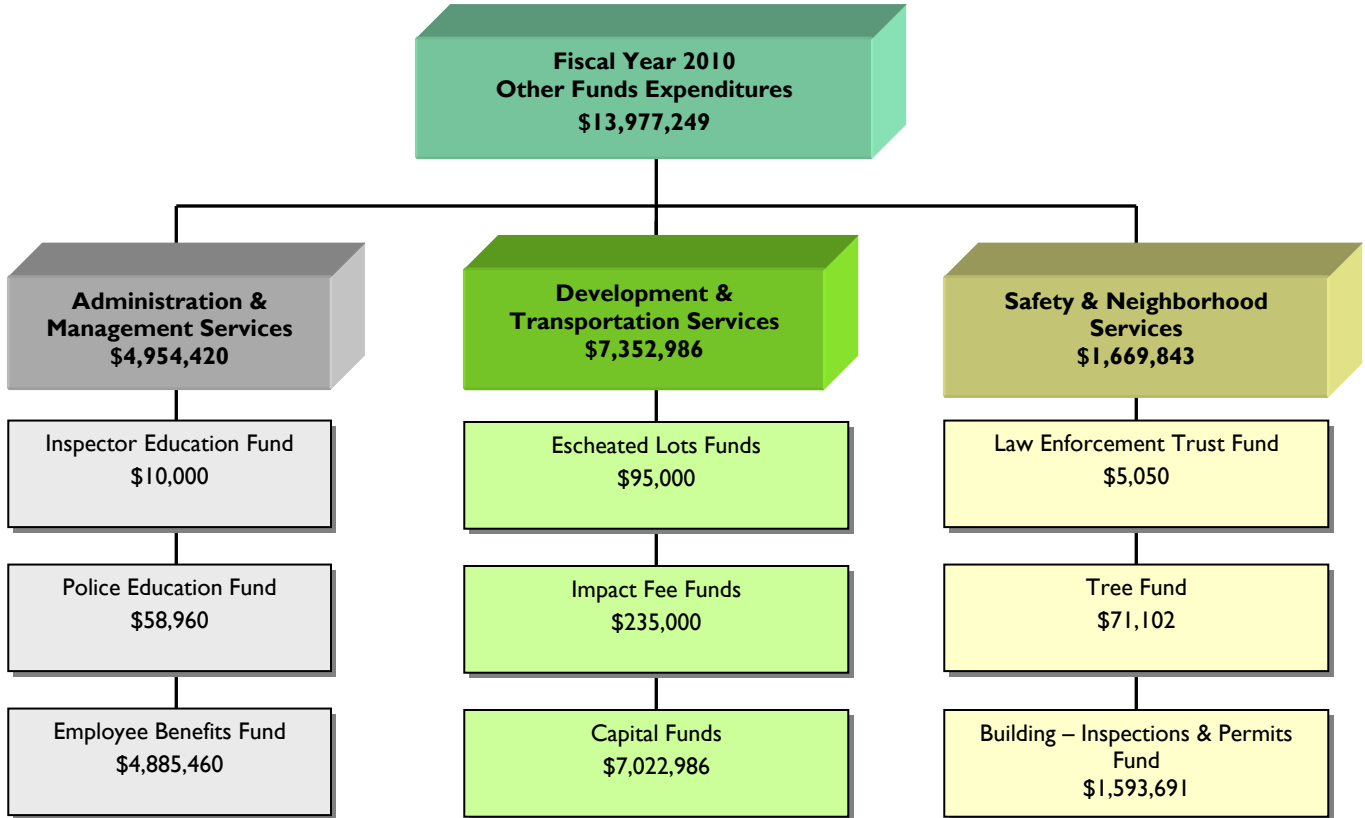 Fiscal Year 2010
Other Funds Expenditures
$13,977,249
Administration &
Management Services
$4,954,420
Inspector Education Fund
$10,000
Police Education Fund
$58,960
Employee Benefits Fund
$4,885,460
Development &
Transportation Services
$7,352,986
Escheated Lots Funds
$95,000
Impact Fee Funds
$235,000
Capital Funds
$7,022,986
Safety & Neighborhood
Services
$1,669,843
Law Enforcement Trust Fund
$5,050
Tree Fund
$71,102
Building – Inspections & Permits
Fund
$1,593,691